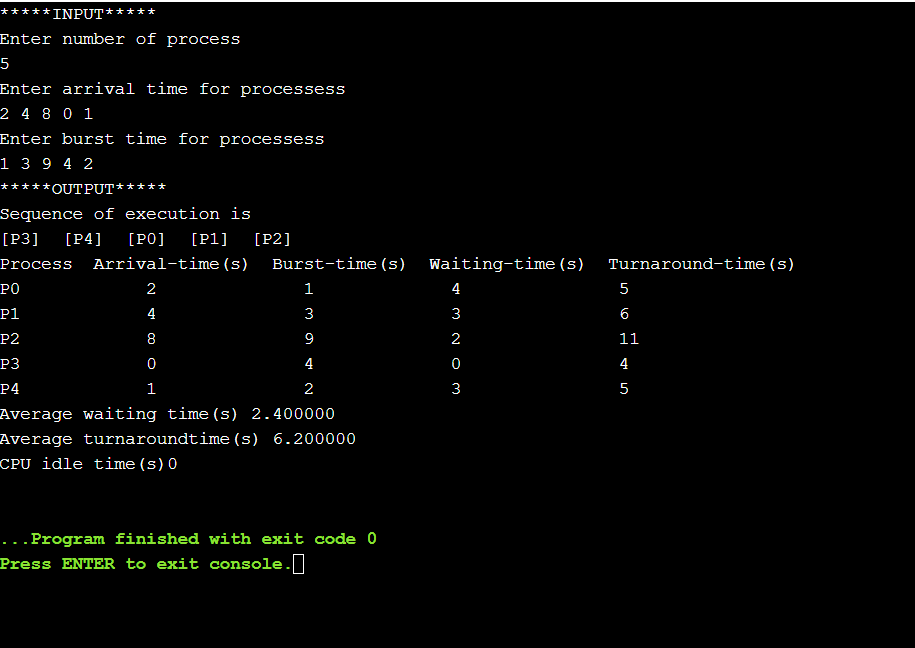 *****INPUT*****
Enter number of process
5
Enter arrival time for processess
2 4 8 0 1
Enter burst time for processess
1 3 9 4 2
*****OUTPUT*****
Sequence of execution is
[P3]  [P4]  [P0]  [P1]  [P2]
Process  Arrival-time(s)  Burst-time(s)  Waiting-time(s)  Turnaround-time(s)
P0            2              1             4               5
P1            4              3             3               6
P2            8              9             2               11
P3            0              4             0               4
P4            1              2             3               5
Average waiting time(s) 2.400000
Average turnaroundtime(s) 6.200000
CPU idle time(s)0
...Program finished with exit code 0
Press ENTER to exit console.